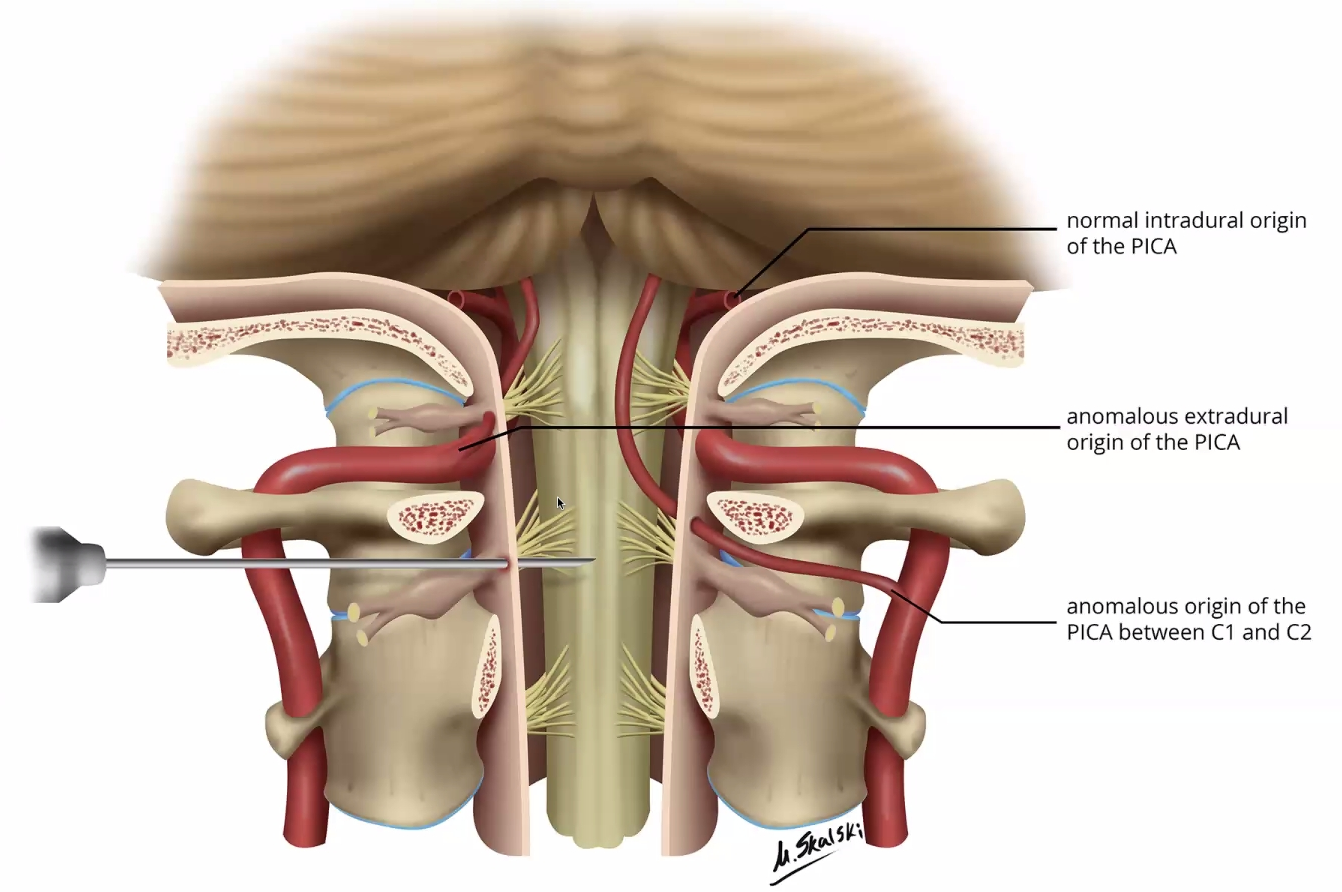 normal intradural origin
of the PICA
anomalous extradural
origin of the PICA
anomalous origin of the
PICA between C1 and C2
M. Skalski